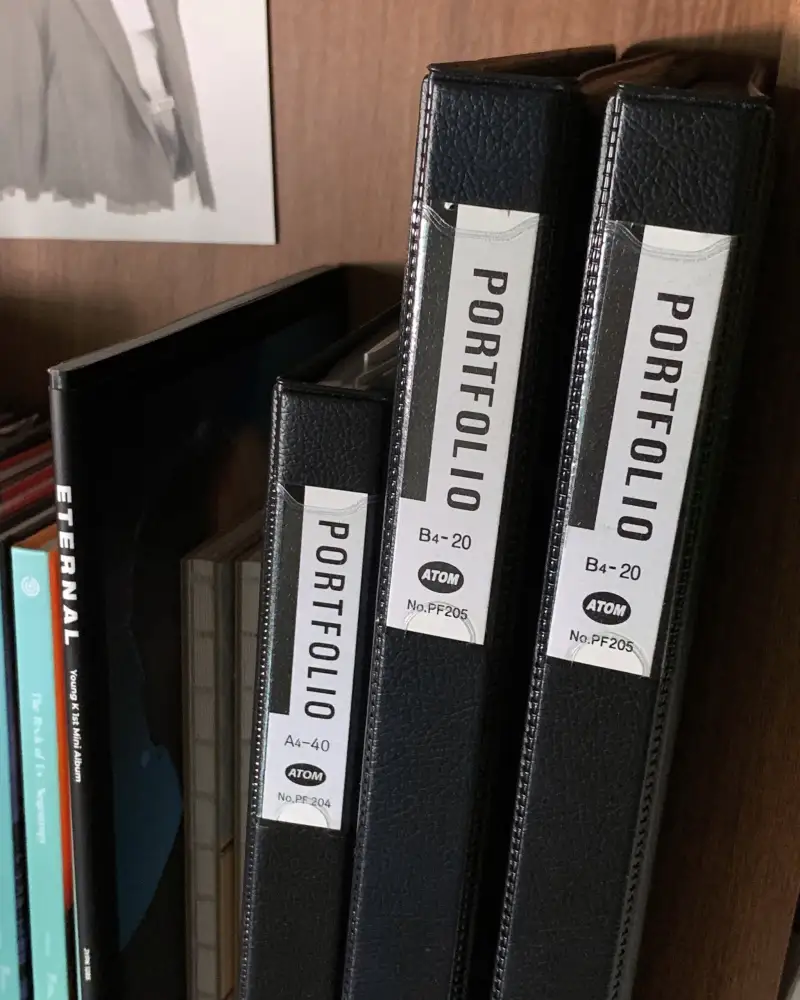 ETERNAL
Young K 1st Mini Album
PORTFOLIO
A4-40
ATOM
No.PF 204
PORTFOLIO
B4-20
ATOM
No.PF205
PORTFOLIO
B4-20
ATOM
No.PF205